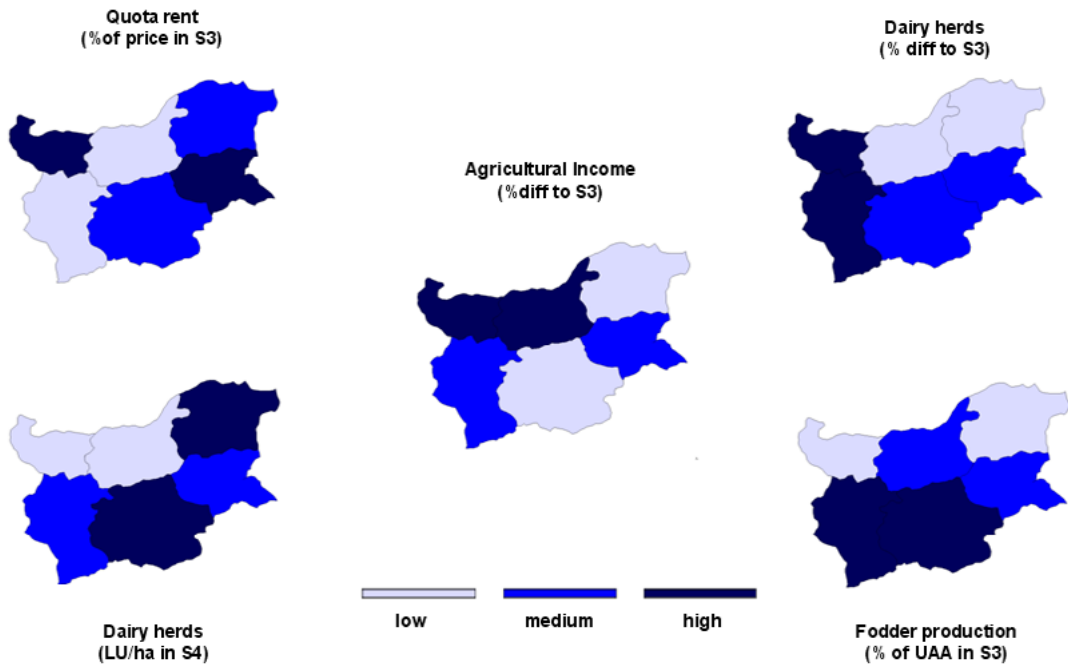 Quota rent
(%of price in S3)
Dairy herds
(% diff to S3)
Agricultural Income
(%diff to S3)
low
medium
high
Dairy herds
(LU/ha in S4)
Fodder production
(% of UAA in S3)